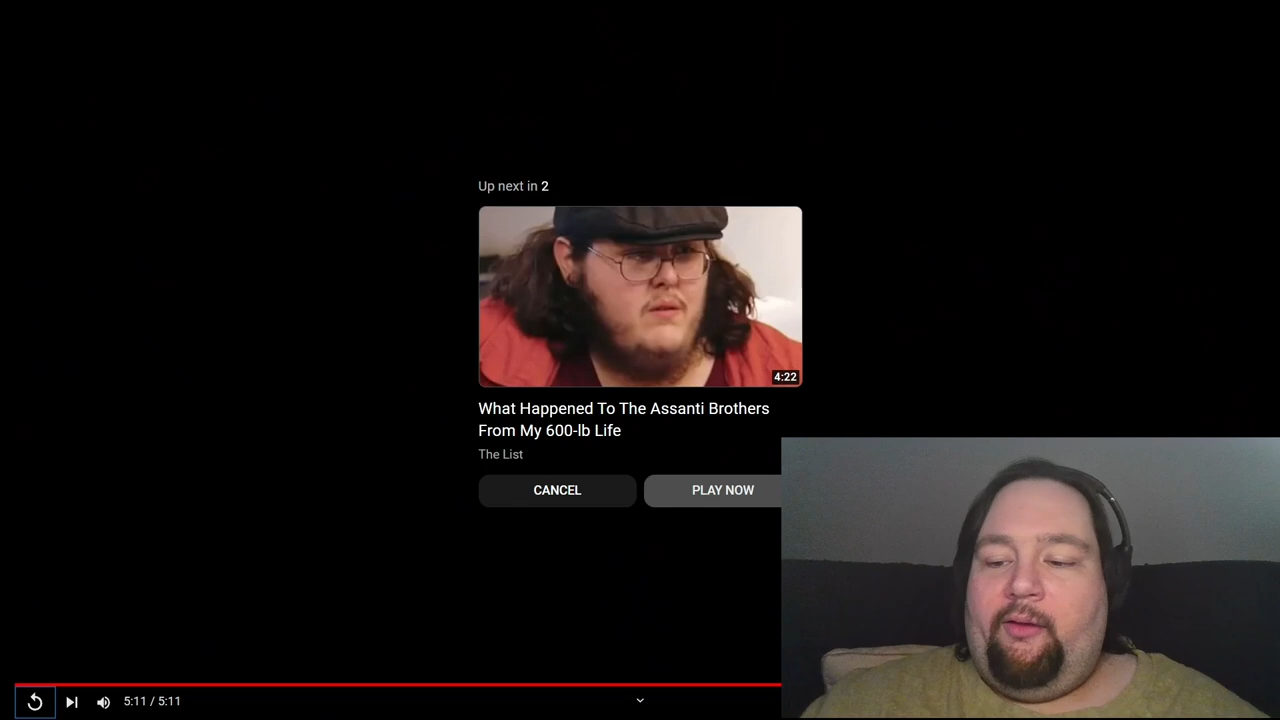 Up next in 2
4:22
What Happened To The Assanti Brothers
From My 600-lb Life
The List
CANCEL
PLAY NOW
5:11 / 5:11